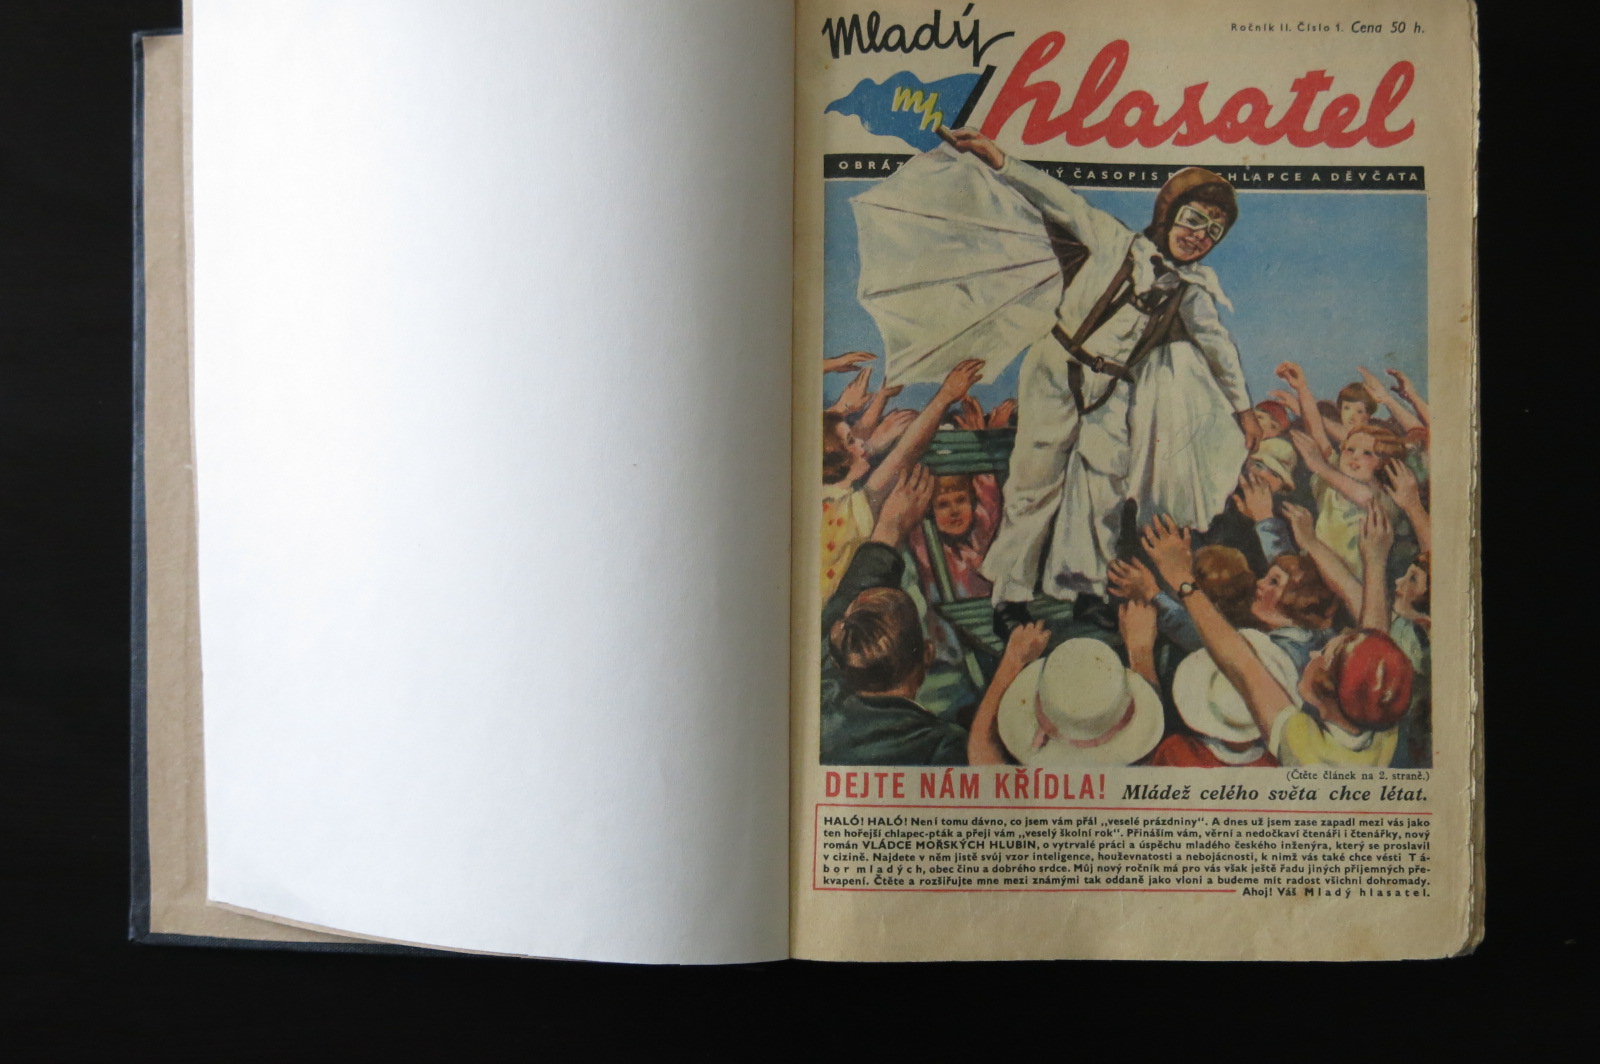 Mladý
Ročník II. Číslo 1. Cena 50 h.
mh
hlasatel
ČASOPIS CHLAPCE A DĚVČATA
DEJTE NÁM KŘÍDLA!
(Čtěte článek na 2. straně.)
Mládež celého světa chce létat.
HALÓ! HALÓ! Není tomu dávno, co jsem vám přál „veselé prázdniny“. A dnes už jsem zase zapadl mezi vás jako
ten hořejší chlapec-pták a přeji vám „veselý školní rok“. Přináším vám, věrní a nedočkaví čtenáři i čtenářky, nový
román VLÁDCE MOŘSKÝCH HLUBIN, o vytrvalé práci a úspěchu mladého českého inženýra, který se proslavil
v cizině. Najdete v něm jistě svůj vzor inteligence, houževnatosti a nebojácnosti, k nimž vás také chce vésti Tá-
bor mladých, obec činu a dobrého srdce. Můj nový ročník má pro vás však ještě řadu jiných příjemných pře-
kvapení. Čtěte a rozšiřujte mne mezi známými tak oddaně jako vloni a budeme mít radost všichni dohromady.
Ahoj! Váš Mladý hlasatel.